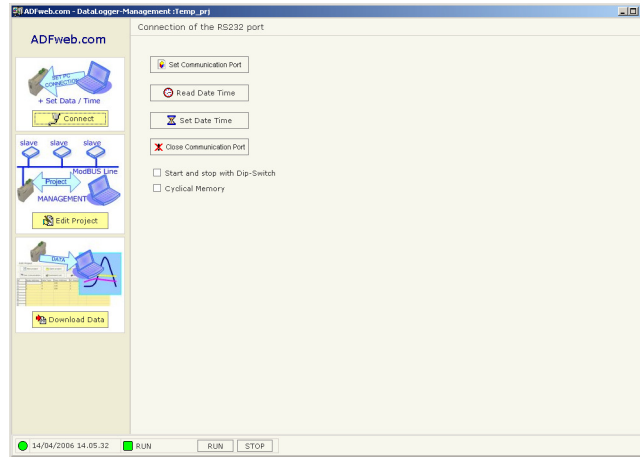 ADFweb.com - DataLogger-Management :Temp_prj
ADFweb.com
Connection of the RS232 port
SET PC
CONNECTION
+ Set Data / Time
Connect
slave slave slave
ModBUS Line
Project
MANAGEMENT
Edit Project
DATA
Download Data
Set Communication Port
Read Date Time
Set Date Time
Close Communication Port
Start and stop with Dip-Switch
Cyclical Memory
14/04/2006 14.05.32 RUN RUN STOP